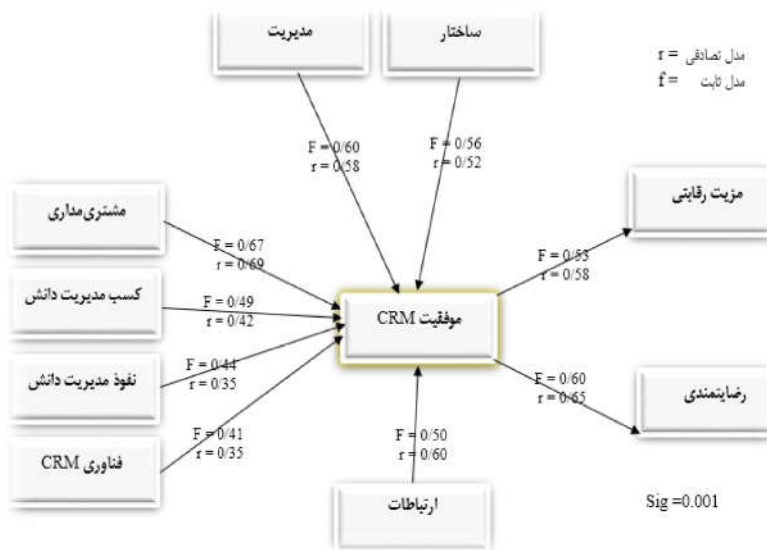 مدیریت
ساختار
r = مدل تصادفی
f = مدل ثابت
F = 0/60
r = 0/58
F = 0/56
r = 0/52
مزیت رقابتی
مشتری‌مداری
F = 0/67
r = 0/69
F = 0/53
r = 0/58
کسب مدیریت دانش
F = 0/49
r = 0/42
موفقیت CRM
نفوذ مدیریت دانش
F = 0/44
r = 0/35
F = 0/60
r = 0/65
رضایتمندی
فناوری CRM
F = 0/41
r = 0/35
F = 0/50
r = 0/60
ارتباطات
Sig =0.001